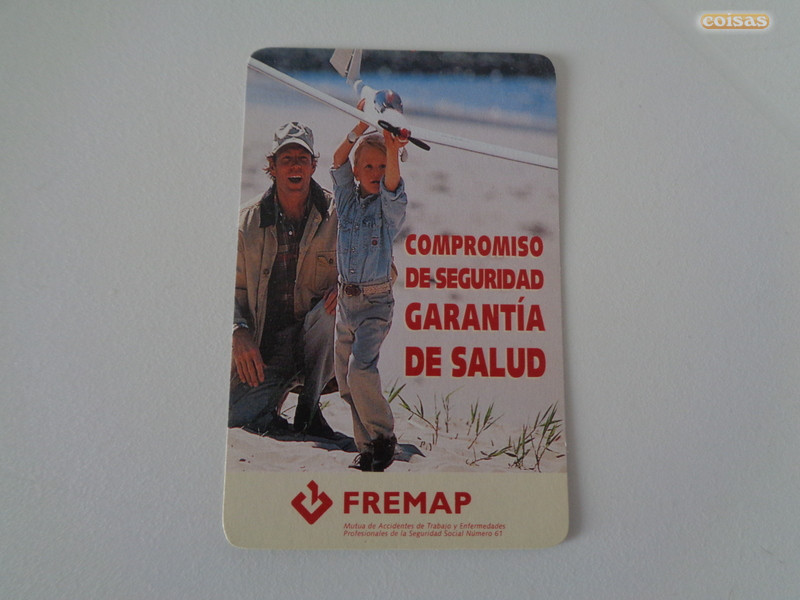 coisas
COMPROMISO
DE SEGURIDAD
GARANTÍA
DE SALUD
FREMAP
Mutua de Accidentes de Trabajo y Enfermedades
Profesionales de la Seguridad Social Número 61